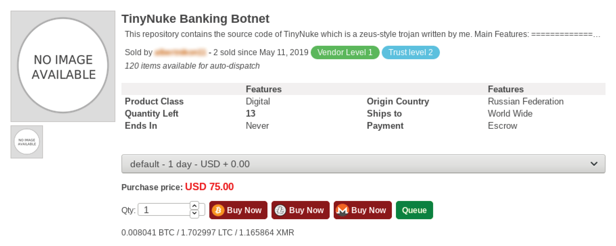 TinyNuke Banking Botnet
This repository contains the source code of TinyNuke which is a zeus-style trojan written by me. Main Features: =============...
NO IMAGE
AVAILABLE
Sold by - 2 sold since May 11, 2019 Vendor Level 1 Trust level 2
120 items available for auto-dispatch
Features Features
Product Class Digital Origin Country Russian Federation
Quantity Left 13 Ships to World Wide
Ends In Never Payment Escrow
NO IMAGE
AVAILABLE
default - 1 day - USD + 0.00
Purchase price: USD 75.00
Qty: 1 Buy Now Buy Now Buy Now Queue
0.008041 BTC / 1.702997 LTC / 1.165864 XMR